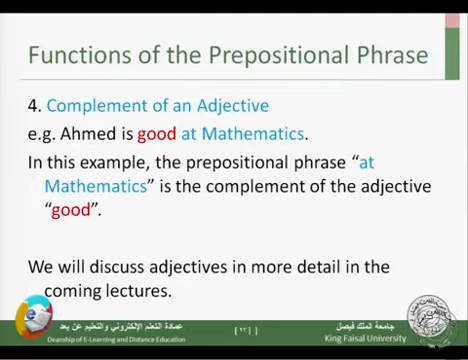 Functions of the Prepositional Phrase
4. Complement of an Adjective
e.g. Ahmed is good at Mathematics.
In this example, the prepositional phrase “at
Mathematics” is the complement of the adjective
“good”.
We will discuss adjectives in more detail in the
coming lectures.
عمادة التعلم الإلكتروني والتعليم عن بعد
Deanship of E-Learning and Distance Education
[ ١٣ ]
جامعة الملك فيصل
King Faisal University